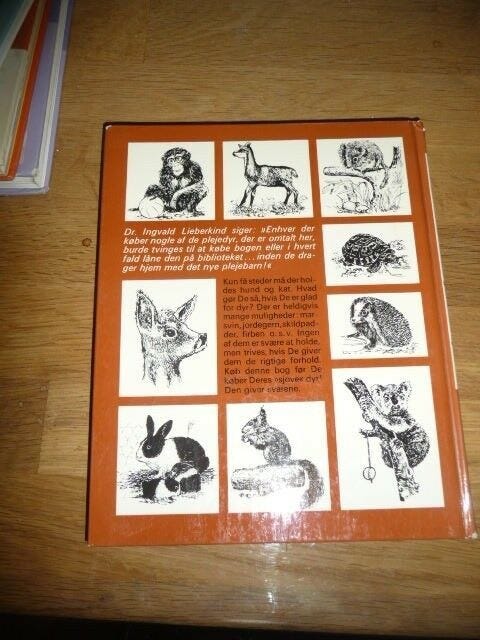 Dr. Ingvald Lieberkind siger: »Enhver der
køber nogle af de plejedyr, der er omtalt her,
burde tvinges til at købe bogen eller i hvert
fald låne den på biblioteket... inden de dra-
ger hjem med det nye plejebarn!«
Kun få steder må der hol-
des hund og kat. Hvad
gør De så, hvis De er glad
for dyr? Der er heldigvis
mange muligheder: mar-
svin, jordegern, skildpad-
der, firben o.s.v. Ingen
af dem er svære at holde,
men trives, hvis De giver
dem de rigtige forhold.
Køb denne bog før De
køber Deres »sjove« dyr!
Den giver svarene.